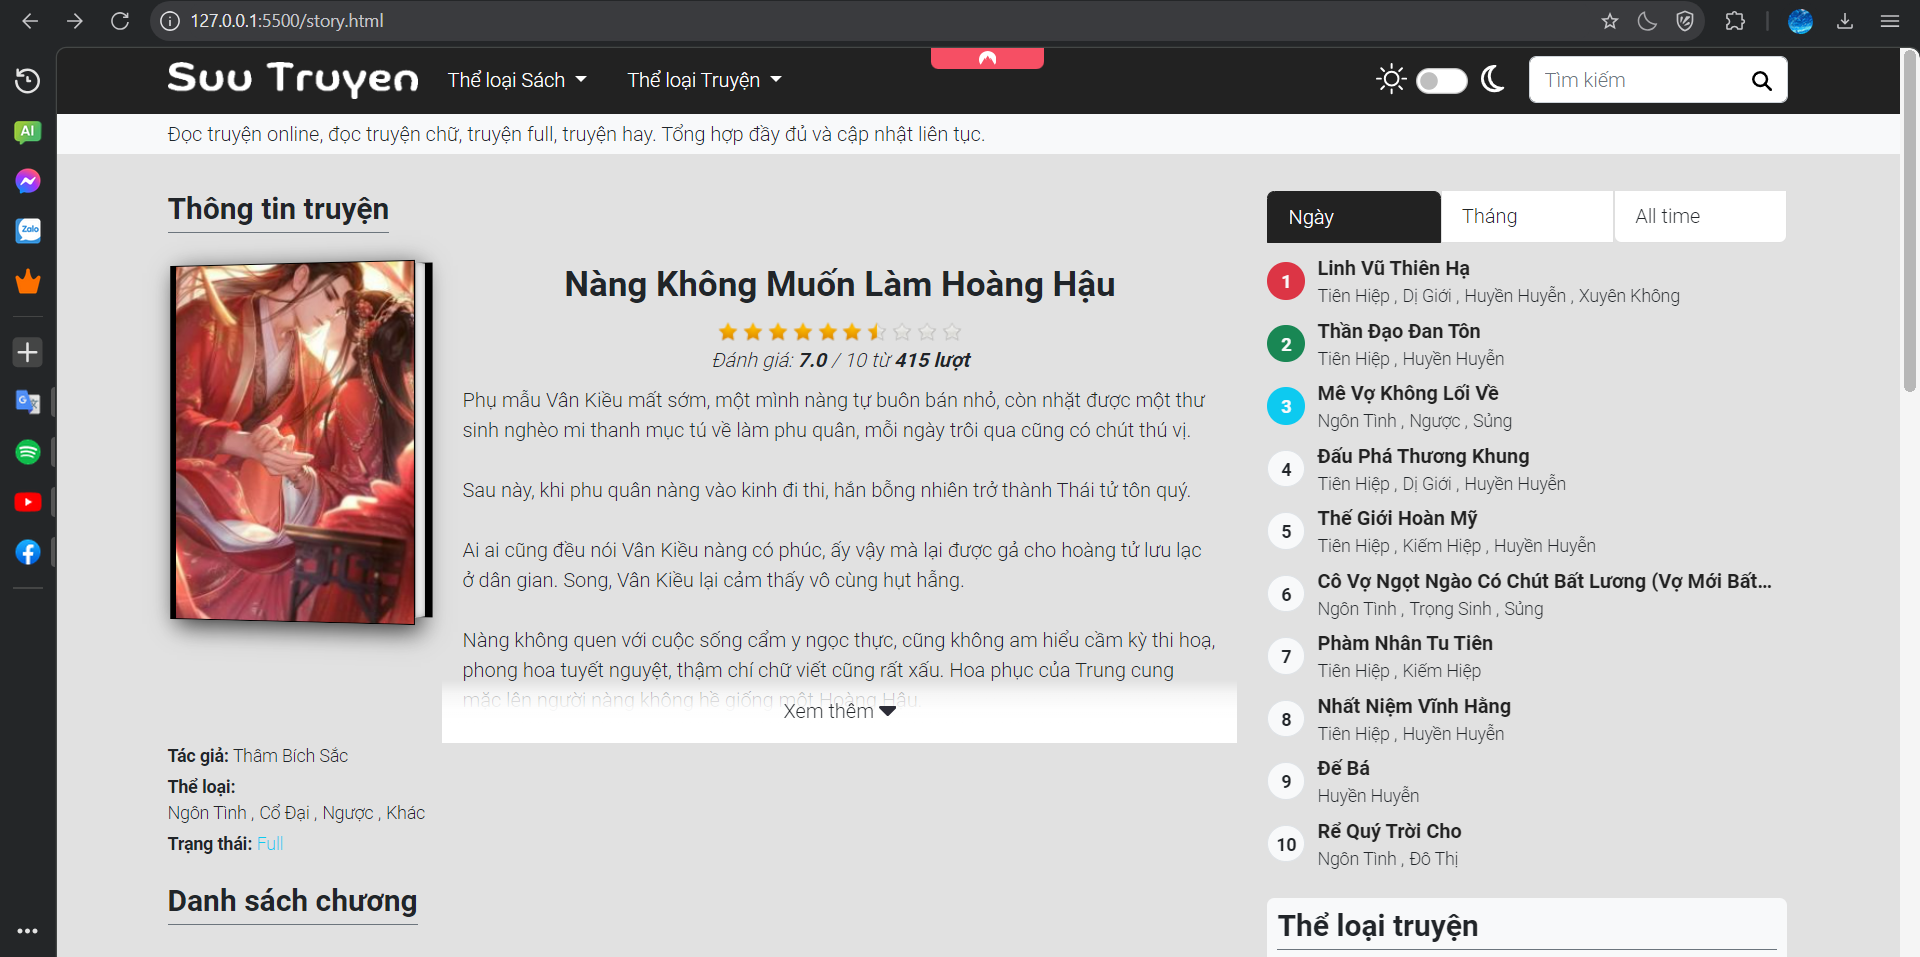 127.0.0.1:5500/story.html
AI
Zalo
Suu Truyen
Thể loại Sách
Thể loại Truyện
Tìm kiếm
Đọc truyện online, đọc truyện chữ, truyện full, truyện hay. Tổng hợp đầy đủ và cập nhật liên tục.
Thông tin truyện
Nàng Không Muốn Làm Hoàng Hậu
Đánh giá: 7.0 / 10 từ 415 lượt
Phụ mẫu Vân Kiều mất sớm, một mình nàng tự buôn bán nhỏ, còn nhặt được một thư
sinh nghèo mi thanh mục tú về làm phu quân, mỗi ngày trôi qua cũng có chút thú vị.
Sau này, khi phu quân nàng vào kinh đi thi, hắn bỗng nhiên trở thành Thái tử tôn quý.
Ai ai cũng đều nói Vân Kiều nàng có phúc, ấy vậy mà lại được gả cho hoàng tử lưu lạc
ở dân gian. Song, Vân Kiều lại cảm thấy vô cùng hụt hẫng.
Nàng không quen với cuộc sống cẩm y ngọc thực, cũng không am hiểu cầm kỳ thi hoạ,
phong hoa tuyết nguyệt, thậm chí chữ viết cũng rất xấu. Hoa phục của Trung cung
mặc lên người nàng không hề giống một Hoàng Hậu.
Xem thêm
Tác giả: Thâm Bích Sắc
Thể loại:
Ngôn Tình , Cổ Đại , Ngược , Khác
Trạng thái: Full
Danh sách chương
Ngày
Tháng
All time
1
Linh Vũ Thiên Hạ
Tiên Hiệp , Dị Giới , Huyền Huyễn , Xuyên Không
2
Thần Đạo Đan Tôn
Tiên Hiệp , Huyền Huyễn
3
Mê Vợ Không Lối Về
Ngôn Tình , Ngược , Sủng
4
Đấu Phá Thương Khung
Tiên Hiệp , Dị Giới , Huyền Huyễn
5
Thế Giới Hoàn Mỹ
Tiên Hiệp , Kiếm Hiệp , Huyền Huyễn
6
Cô Vợ Ngọt Ngào Có Chút Bất Lương (Vợ Mới Bất...
Ngôn Tình , Trọng Sinh , Sủng
7
Phàm Nhân Tu Tiên
Tiên Hiệp , Kiếm Hiệp
8
Nhất Niệm Vĩnh Hằng
Tiên Hiệp , Huyền Huyễn
9
Đế Bá
Huyền Huyễn
10
Rể Quý Trời Cho
Ngôn Tình , Đô Thị
Thể loại truyện